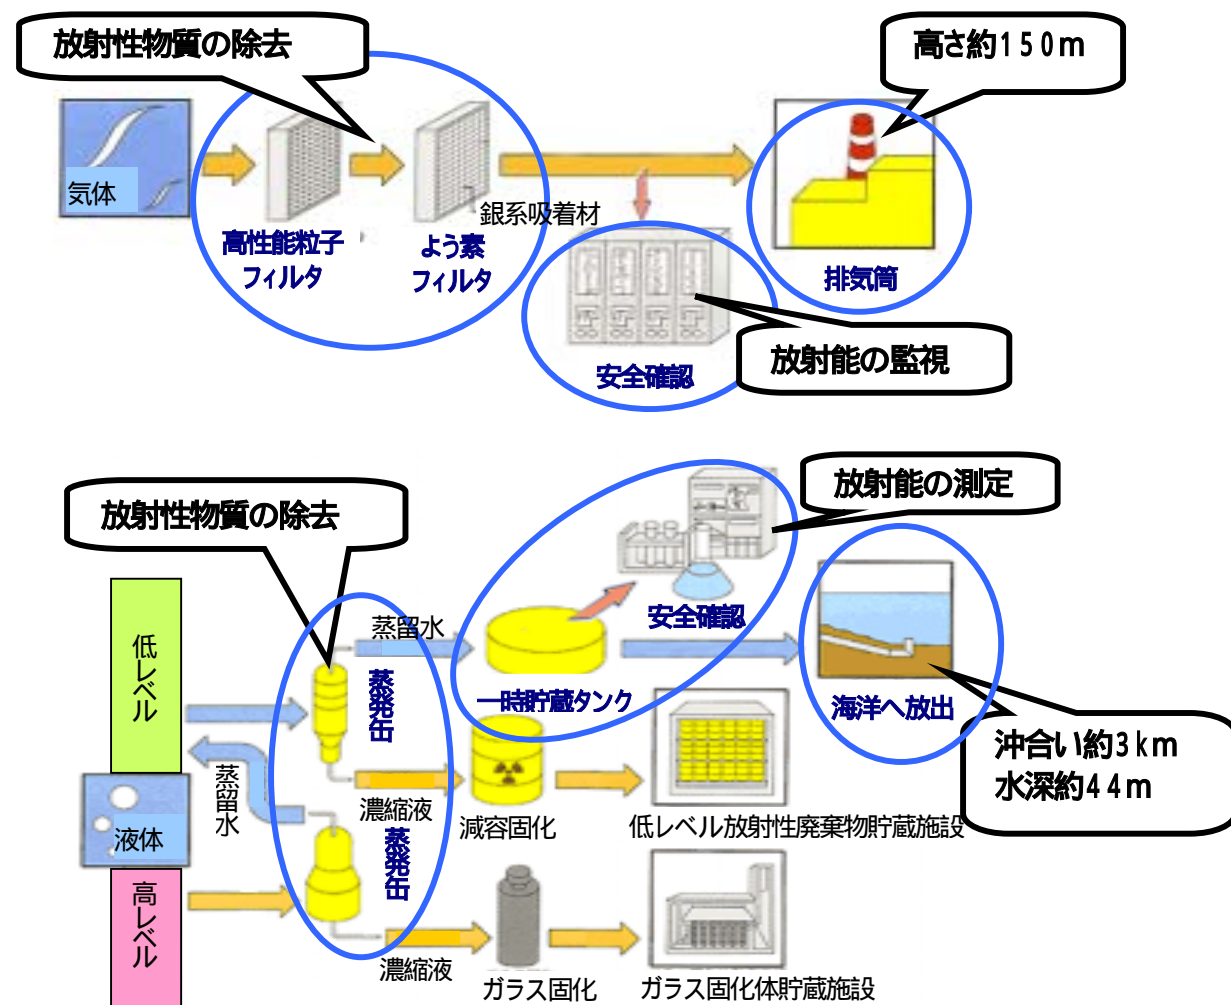 放射性物質の除去
高さ約150m
気体
銀系吸着材
高性能粒子
フィルタ
よう素
フィルタ
排気筒
安全確認
放射能の監視
放射性物質の除去
放射能の測定
低レベル
蒸留水
蒸発缶
安全確認
一時貯蔵タンク
海洋へ放出
沖合い約3km
水深約44m
蒸留水
濃縮液
減容固化
低レベル放射性廃棄物貯蔵施設
液体
蒸発缶
高レベル
濃縮液
ガラス固化
ガラス固化体貯蔵施設